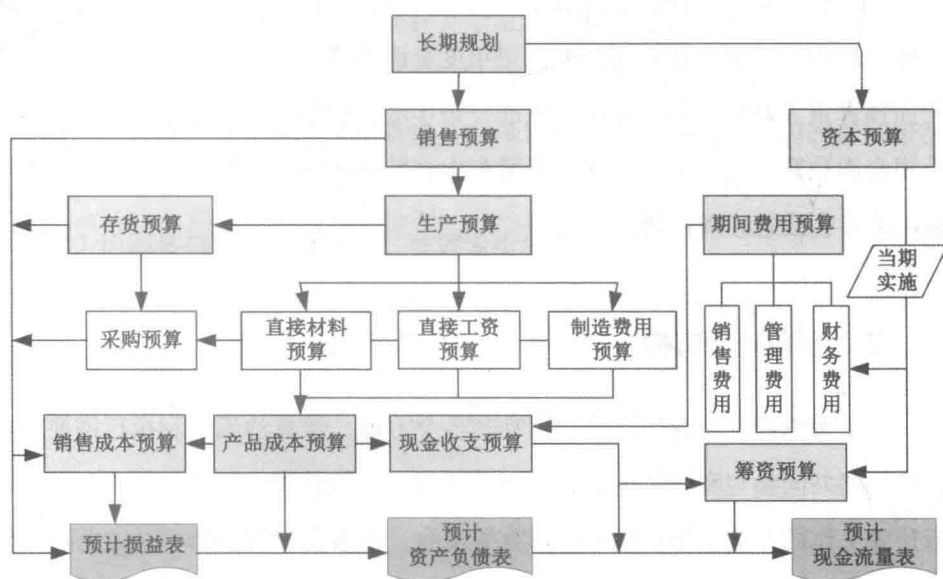 长期规划
销售预算
资本预算
存货预算
生产预算
期间费用预算
当期
实施
采购预算
直接材料
预算
直接工资
预算
制造费用
预算
销售费用
管理费用
财务费用
销售成本预算
产品成本预算
现金收支预算
筹资预算
预计损益表
预计
资产负债表
预计
现金流量表